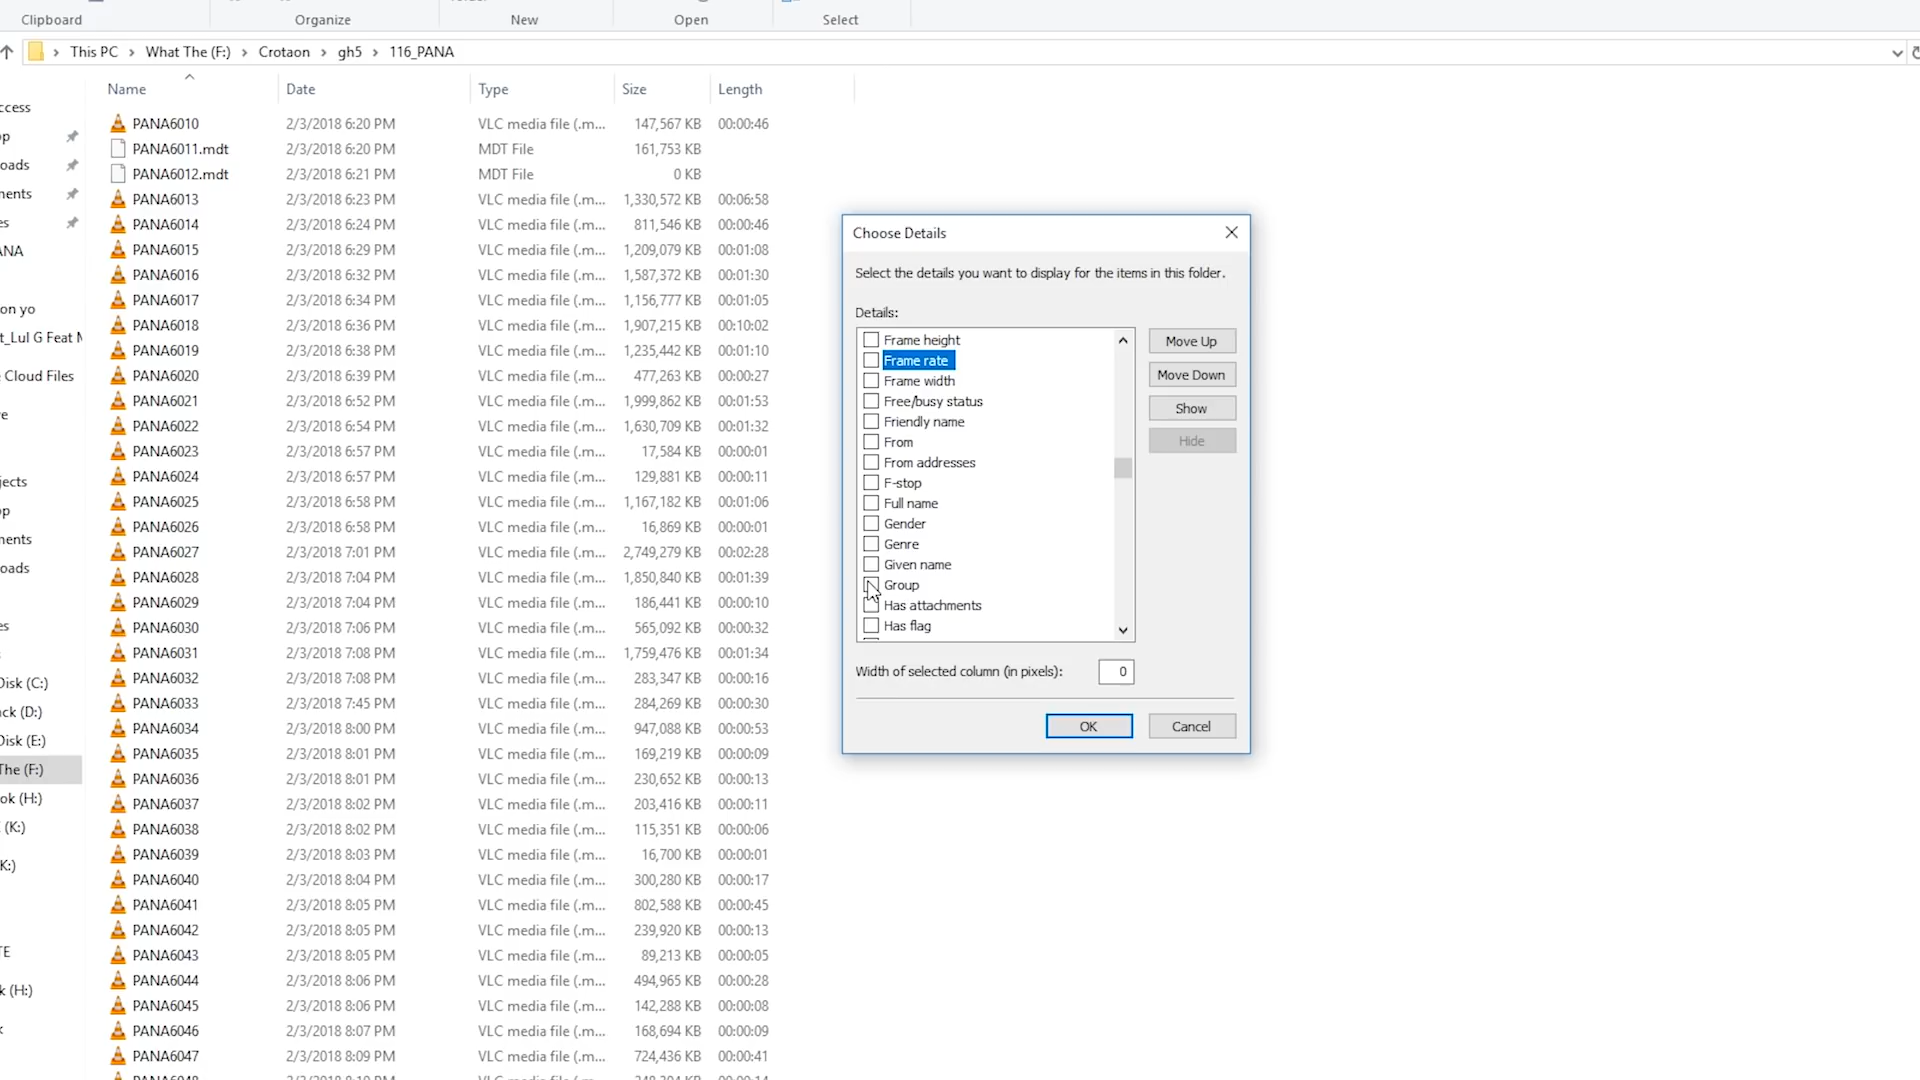 Clipboard
Organize
New
Open
Select
This PC > What The (F:) > Crotaon > gh5 > 116_PANA
Name Date Type Size Length
PANA6010 2/3/2018 6:20 PM VLC media file (.m... 147,567 KB 00:00:46
PANA6011.mdt 2/3/2018 6:20 PM MDT File 161,753 KB
PANA6012.mdt 2/3/2018 6:21 PM MDT File 0 KB
PANA6013 2/3/2018 6:23 PM VLC media file (.m... 1,330,572 KB 00:06:58
PANA6014 2/3/2018 6:24 PM VLC media file (.m... 811,546 KB 00:00:46
PANA6015 2/3/2018 6:29 PM VLC media file (.m... 1,209,079 KB 00:01:08
PANA6016 2/3/2018 6:32 PM VLC media file (.m... 1,587,372 KB 00:01:30
PANA6017 2/3/2018 6:34 PM VLC media file (.m... 1,156,777 KB 00:01:05
PANA6018 2/3/2018 6:36 PM VLC media file (.m... 1,907,215 KB 00:10:02
PANA6019 2/3/2018 6:38 PM VLC media file (.m... 1,235,442 KB 00:01:10
PANA6020 2/3/2018 6:39 PM VLC media file (.m... 477,263 KB 00:00:27
PANA6021 2/3/2018 6:52 PM VLC media file (.m... 1,999,862 KB 00:01:53
PANA6022 2/3/2018 6:54 PM VLC media file (.m... 1,630,709 KB 00:01:32
PANA6023 2/3/2018 6:57 PM VLC media file (.m... 17,584 KB 00:00:01
PANA6024 2/3/2018 6:57 PM VLC media file (.m... 129,881 KB 00:00:11
PANA6025 2/3/2018 6:58 PM VLC media file (.m... 1,167,182 KB 00:01:06
PANA6026 2/3/2018 6:58 PM VLC media file (.m... 16,869 KB 00:00:01
PANA6027 2/3/2018 7:01 PM VLC media file (.m... 2,749,279 KB 00:02:28
PANA6028 2/3/2018 7:04 PM VLC media file (.m... 1,850,840 KB 00:01:39
PANA6029 2/3/2018 7:04 PM VLC media file (.m... 186,441 KB 00:00:10
PANA6030 2/3/2018 7:06 PM VLC media file (.m... 565,092 KB 00:00:32
PANA6031 2/3/2018 7:08 PM VLC media file (.m... 1,759,476 KB 00:01:34
PANA6032 2/3/2018 7:08 PM VLC media file (.m... 283,347 KB 00:00:16
PANA6033 2/3/2018 7:45 PM VLC media file (.m... 284,269 KB 00:00:30
PANA6034 2/3/2018 8:00 PM VLC media file (.m... 947,088 KB 00:00:53
PANA6035 2/3/2018 8:01 PM VLC media file (.m... 169,219 KB 00:00:09
PANA6036 2/3/2018 8:01 PM VLC media file (.m... 230,652 KB 00:00:13
PANA6037 2/3/2018 8:02 PM VLC media file (.m... 203,416 KB 00:00:11
PANA6038 2/3/2018 8:02 PM VLC media file (.m... 115,351 KB 00:00:06
PANA6039 2/3/2018 8:03 PM VLC media file (.m... 16,700 KB 00:00:01
PANA6040 2/3/2018 8:04 PM VLC media file (.m... 300,280 KB 00:00:17
PANA6041 2/3/2018 8:05 PM VLC media file (.m... 802,588 KB 00:00:45
PANA6042 2/3/2018 8:05 PM VLC media file (.m... 239,920 KB 00:00:13
PANA6043 2/3/2018 8:05 PM VLC media file (.m... 89,213 KB 00:00:05
PANA6044 2/3/2018 8:06 PM VLC media file (.m... 494,965 KB 00:00:28
PANA6045 2/3/2018 8:06 PM VLC media file (.m... 142,288 KB 00:00:08
PANA6046 2/3/2018 8:07 PM VLC media file (.m... 168,694 KB 00:00:09
PANA6047 2/3/2018 8:09 PM VLC media file (.m... 724,436 KB 00:00:41
ccess
op
oads
ments
es
ANA
on yo
t_Lul G Feat
Cloud Files
ve
jects
op
ments
oads
es
Disk (C:)
ack (D:)
Disk (E:)
The (F:)
ok (H:)
(K:)
K:)
TE
k (H:)
Choose Details
Select the details you want to display for the items in this folder.
Details:
Frame height
Frame rate
Frame width
Free/busy status
Friendly name
From
From addresses
F-stop
Full name
Gender
Genre
Given name
Group
Has attachments
Has flag
Move Up
Move Down
Show
Hide
Width of selected column (in pixels): 0
OK
Cancel